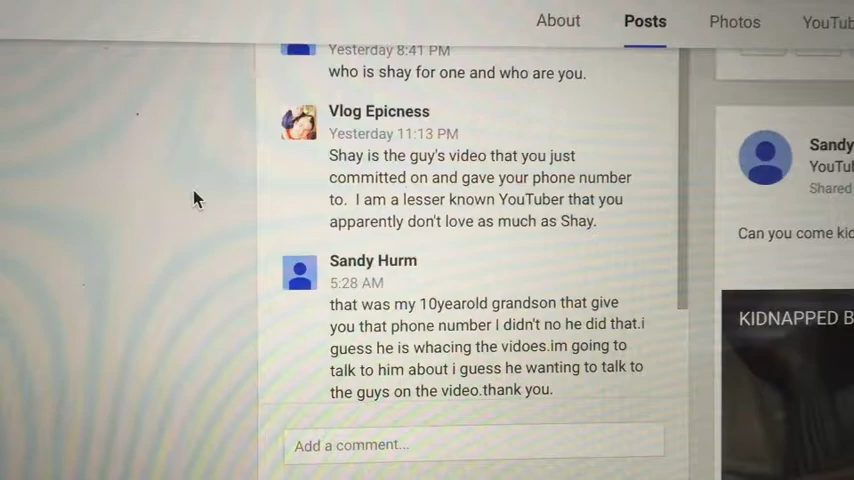 About Posts Photos
Yesterday 8:41 PM
who is shay for one and who are you.
Vlog Epicness
Yesterday 11:13 PM
Shay is the guy's video that you just
committed on and gave your phone number
to. I am a lesser known YouTuber that you
apparently don't love as much as Shay.
Sandy Hurm
5:28 AM
that was my 10yearold grandson that give
you that phone number I didn't no he did that.i
guess he is whacing the vidoes.im going to
talk to him about i guess he wanting to talk to
the guys on the video.thank you.
Add a comment...
Sandy
Shared
Can you come
KIDNAPPED